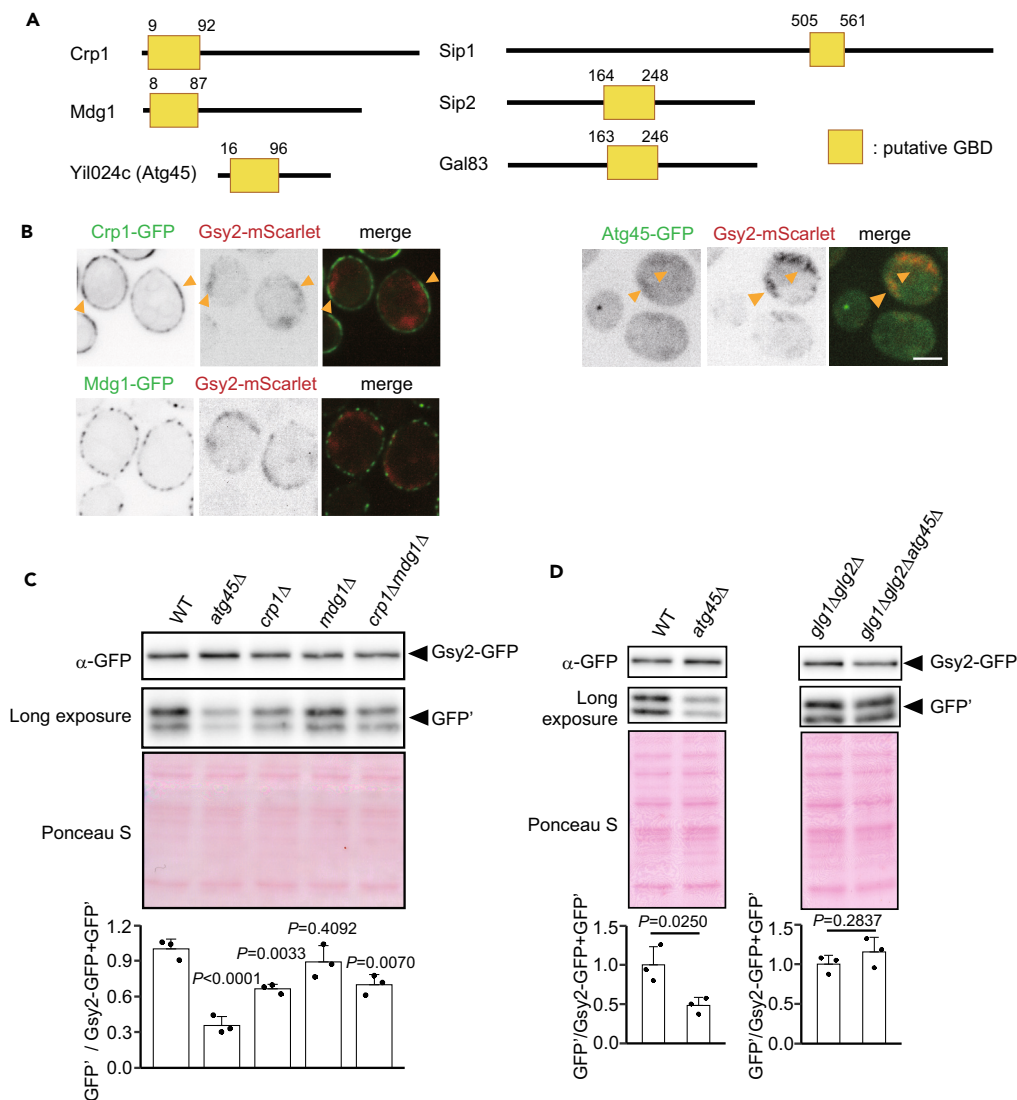 A
9 92
Crp1
8 87
Mdg1
16 96
Yil024c (Atg45)
505 561
Sip1
164 248
Sip2
163 246
Gal83
: putative GBD
B
Crp1-GFP Gsy2-mScarlet merge
Atg45-GFP Gsy2-mScarlet merge
Mdg1-GFP Gsy2-mScarlet merge
C
WT atg45Δ crp1Δ mdg1Δ crp1Δmdg1Δ
α-GFP
Gsy2-GFP
Long exposure
GFP'
Ponceau S
GFP' / Gsy2-GFP+GFP'
1.2
0.9
0.6
0.3
0.0
P<0.0001
P=0.0033
P=0.4092
P=0.0070
D
WT atg45Δ
glg1Δglg2Δ glg1Δglg2Δatg45Δ
α-GFP
Gsy2-GFP
Long
exposure
GFP'
Ponceau S
GFP'/Gsy2-GFP+GFP'
1.5
1.0
0.5
0.0
P=0.0250
GFP'/Gsy2-GFP+GFP'
1.5
1.0
0.5
0.0
P=0.2837